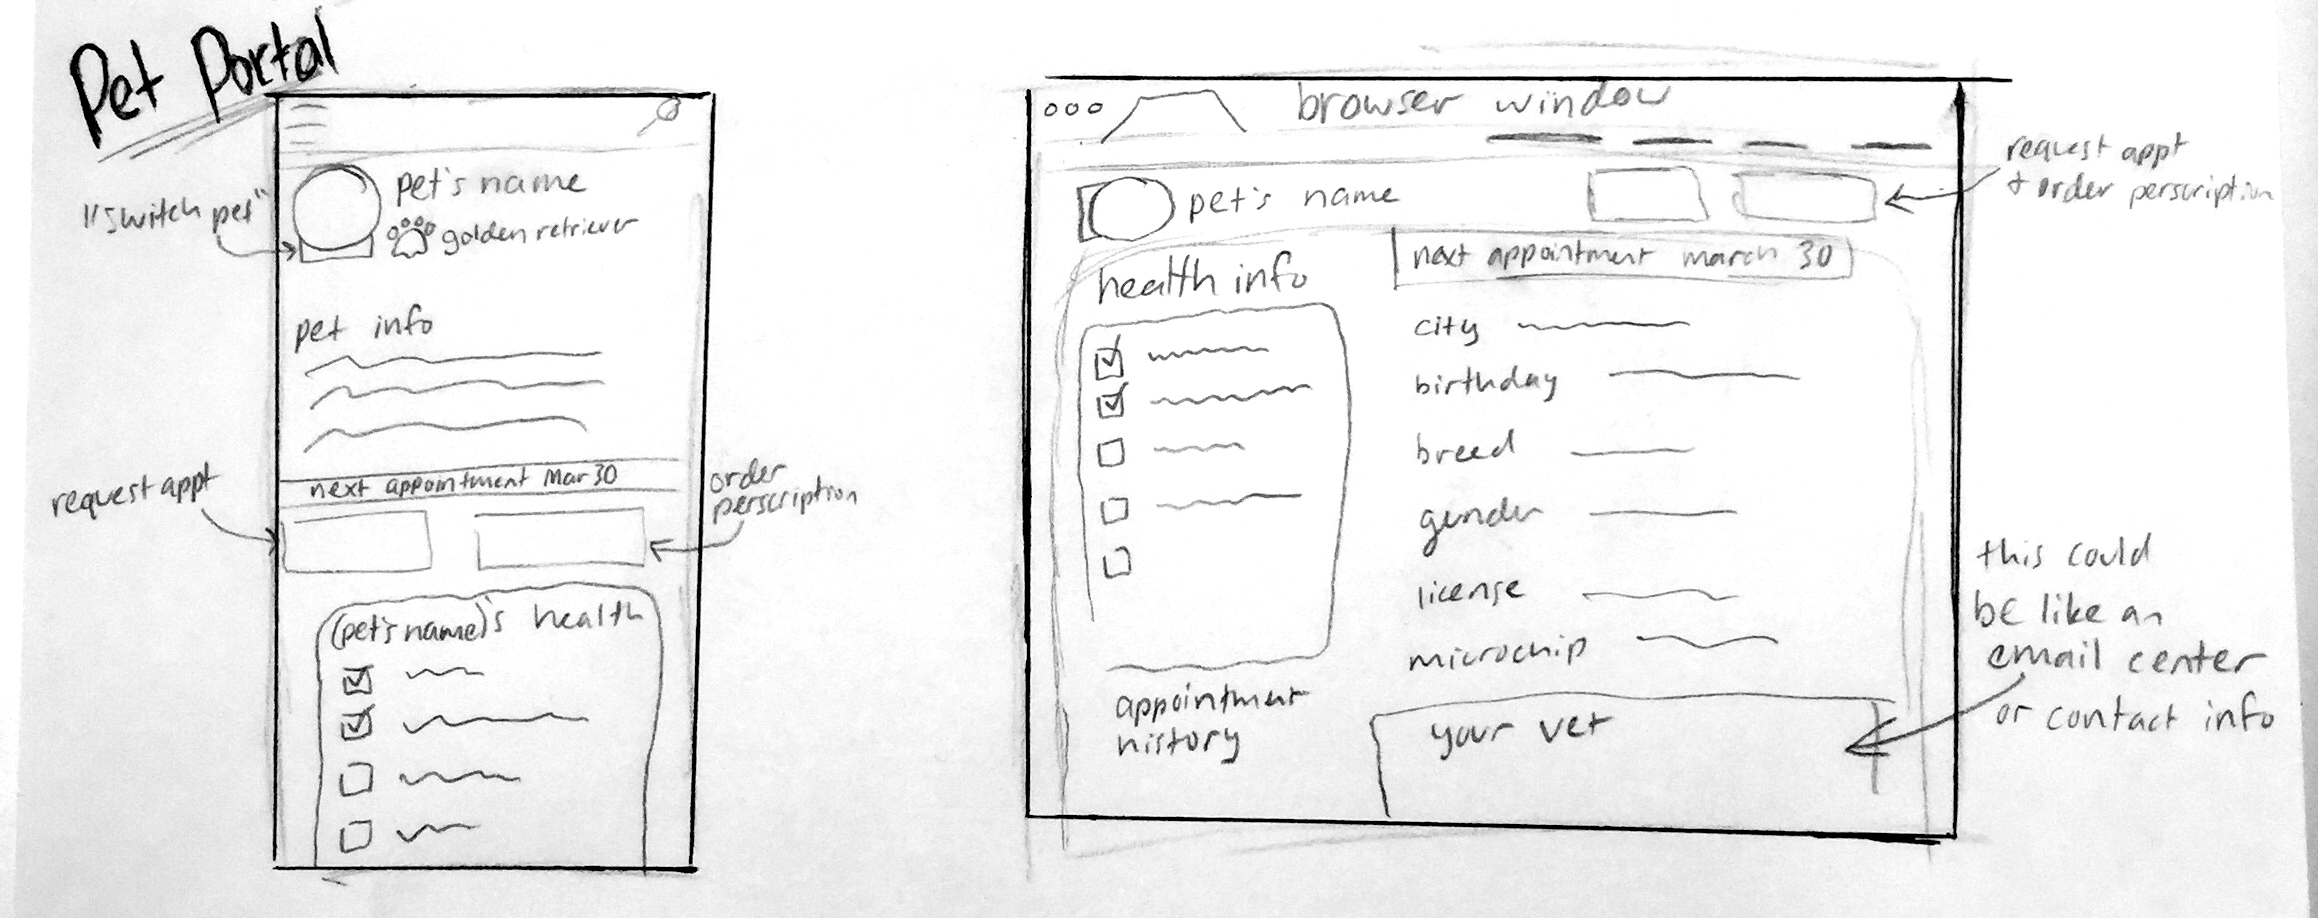 Pet Portal
"switch pet"
pet's name
golden retriever
pet info
next appointment Mar 30
request appt
order
perscription
(pet's name)'s health
browser window
pet's name
request appt
+ order perscription
next appointment march 30
health info
city
birthday
breed
gender
license
microchip
appointment
history
your vet
this could
be like an
email center
or contact info